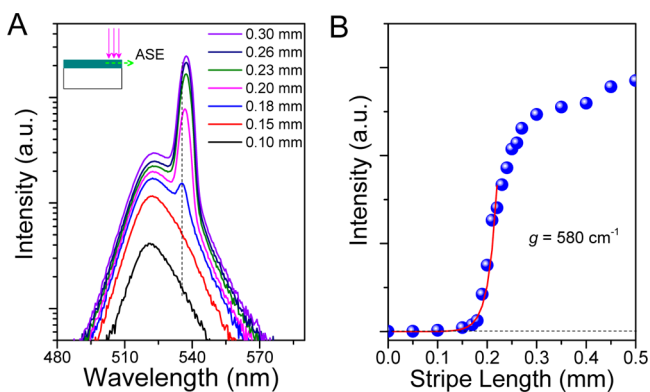 A
B
ASE
0.30 mm
0.26 mm
0.23 mm
0.20 mm
0.18 mm
0.15 mm
0.10 mm
Intensity (a.u.)
480 510 540 570
Wavelength (nm)
Intensity (a.u.)
g = 580 cm⁻¹
0.0 0.1 0.2 0.3 0.4 0.5
Stripe Length (mm)